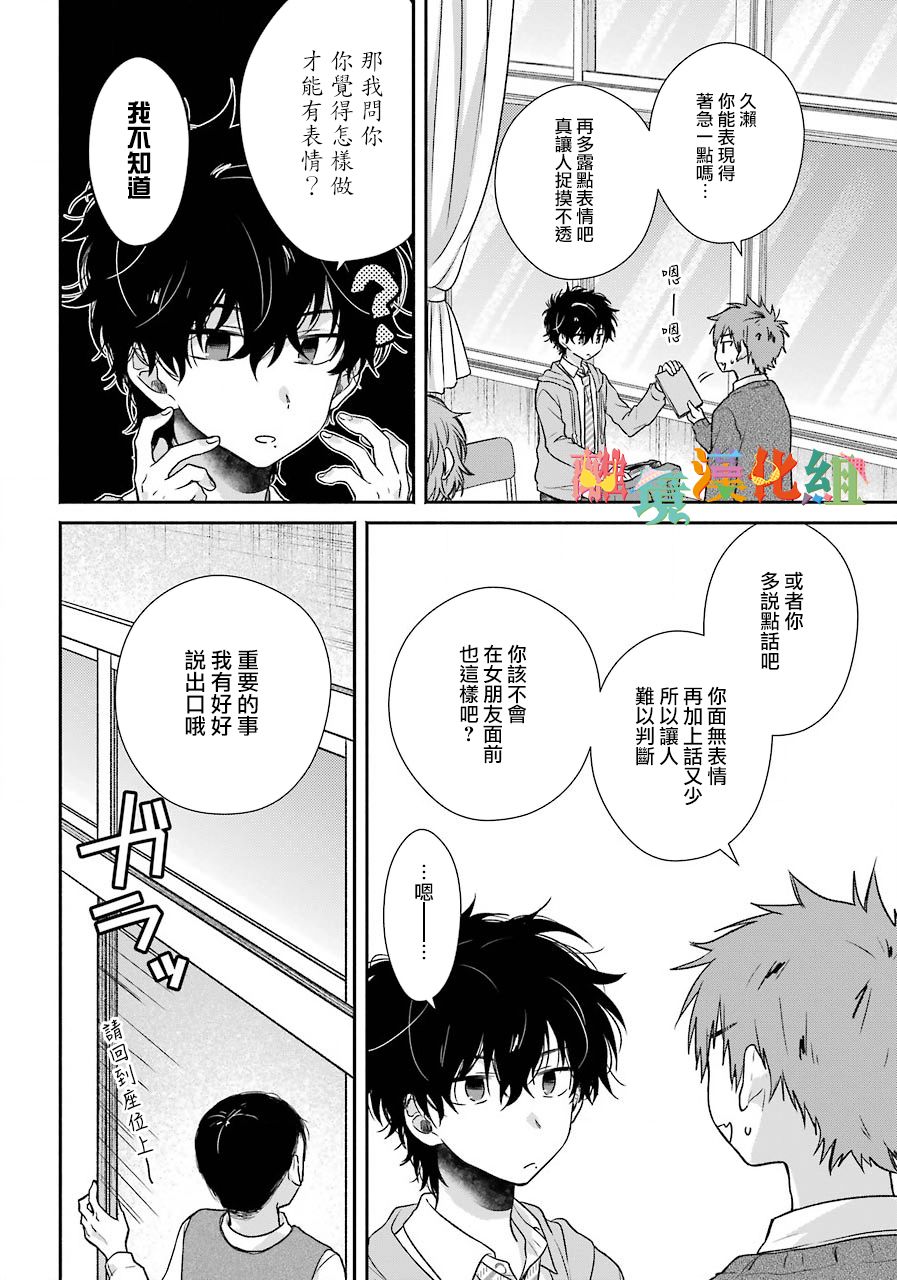 久瀨
你能表現得
著急一點嗎…
再多露點表情吧
真讓人捉摸不透
嗯—嗯
那我問你
你覺得怎樣做
才能有表情？
我不知道
漢化組
或者你
多説點話吧
你面無表情
再加上話又少
所以讓人
難以判斷
你該不會
在女朋友面前
也這樣吧？
…嗯——…
重要的事
我有好好
説出口哦
ガラッ
請回到座位上—